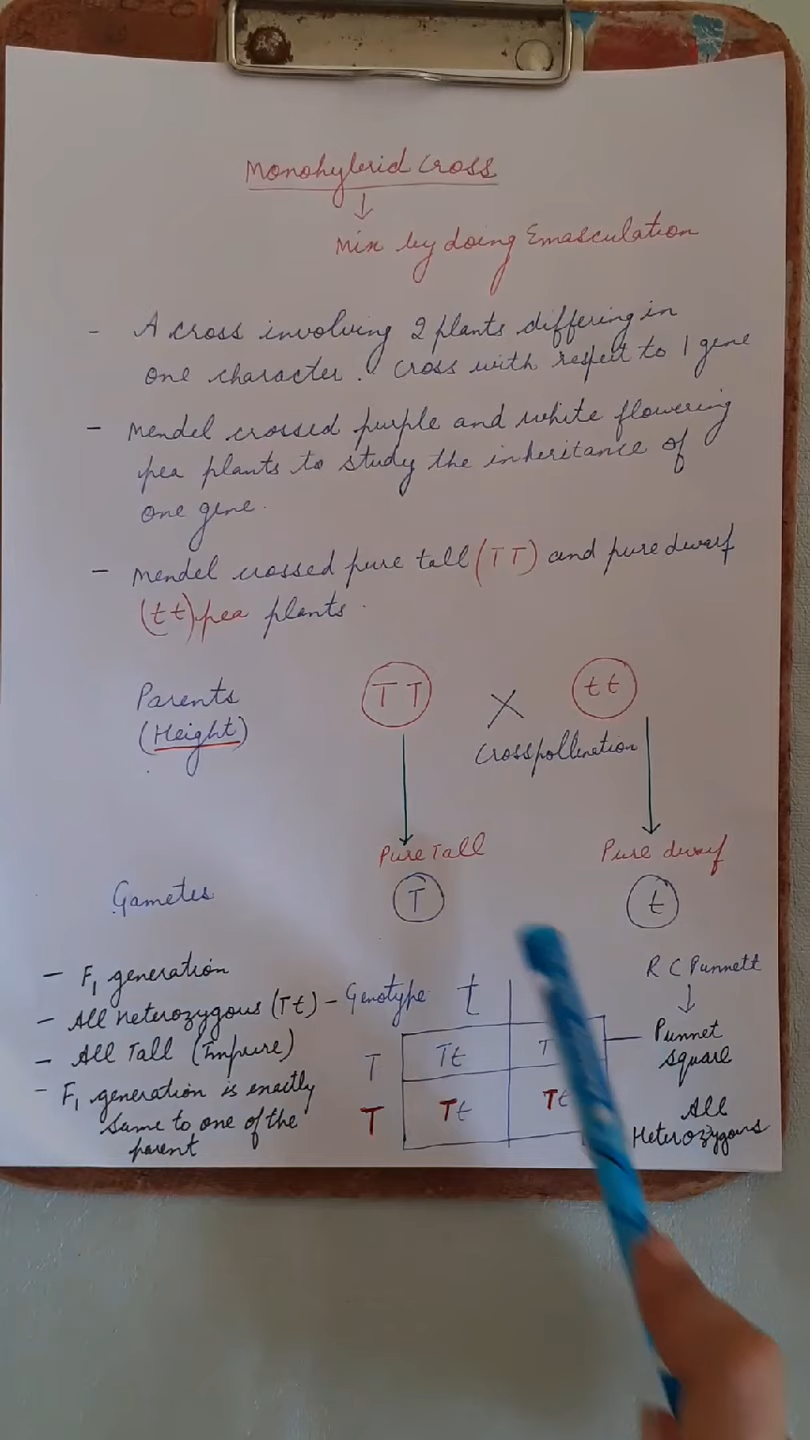 Monohybrid Cross
↓
Mix by doing Emasculation
- A cross involving 2 plants differing in
one character. Cross with respect to 1 gene
- Mendel crossed purple and white flowering
pea plants to study the inheritance of
one gene.
- Mendel crossed pure tall (TT) and pure dwarf
(tt) pea plants.
Parents TT X tt
(Height) Crosspollination
Pure Tall Pure dwarf
Gametes T t
- F1 generation
- All Heterozygous (Tt) - Genotype
- All Tall (Impure)
- F1 generation is exactly
same to one of the
parent
t
T Tt T
T Tt Tt
R C Punnett
↓
Punnet
square
All
Heterozygous